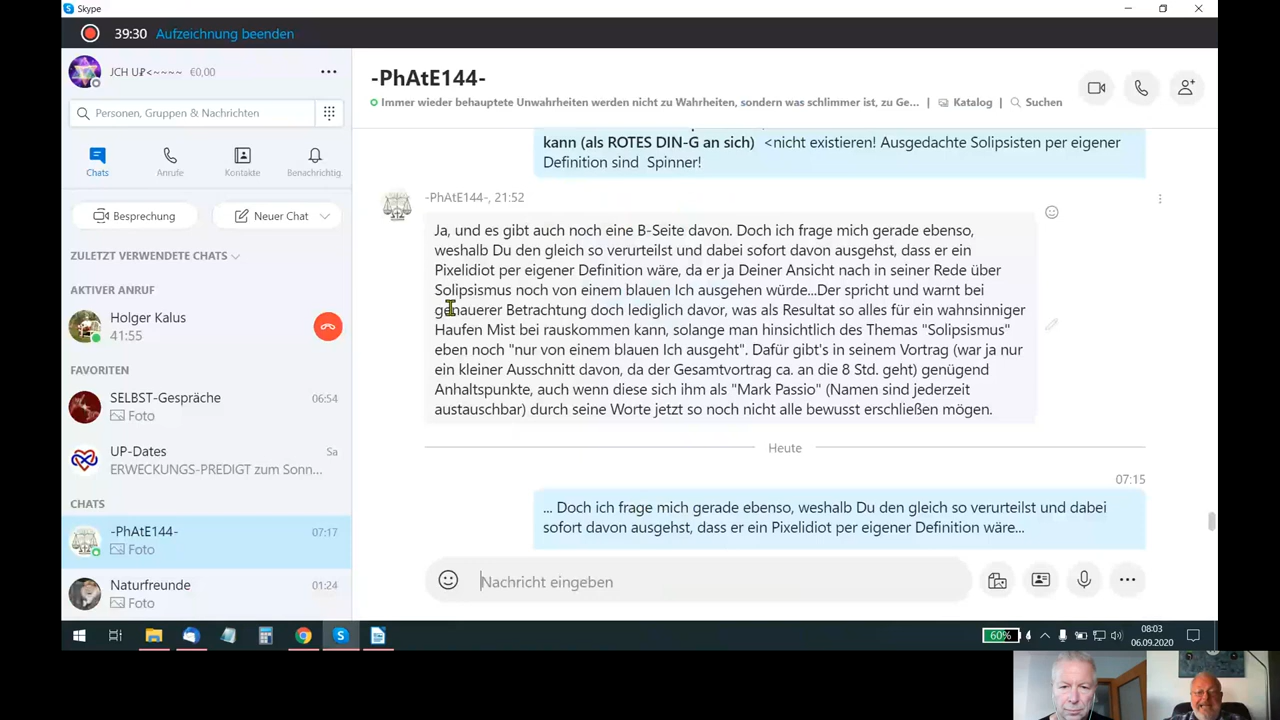 Skype
39:30 Aufzeichnung beenden
JCH UP<~~~~ €0,00
Personen, Gruppen & Nachrichten
Chats
Anrufe
Kontakte
Benachrichtig
Besprechung
Neuer Chat
ZULETZT VERWENDETE CHATS
AKTIVER ANRUF
Holger Kalus
41:55
FAVORITEN
SELBST-Gespräche 06:54
Foto
UP-Dates Sa
ERWECKUNGS-PREDIGT zum Sonn...
CHATS
-PhAtE144- 07:17
Foto
Naturfreunde 01:24
Foto
-PhAtE144-
Immer wieder behauptete Unwahrheiten werden nicht zu Wahrheiten, sondern was schlimmer ist, zu Ge... | Katalog | Suchen
kann (als ROTES DIN-G an sich) <nicht existieren! Ausgedachte Solipsisten per eigener
Definition sind Spinner!
-PhAtE144-, 21:52
Ja, und es gibt auch noch eine B-Seite davon. Doch ich frage mich gerade ebenso,
weshalb Du den gleich so verurteilst und dabei sofort davon ausgehst, dass er ein
Pixelidiot per eigener Definition wäre, da er ja Deiner Ansicht nach in seiner Rede über
Solipsismus noch von einem blauen Ich ausgehen würde...Der spricht und warnt bei
genauerer Betrachtung doch lediglich davor, was als Resultat so alles für ein wahnsinniger
Haufen Mist bei rauskommen kann, solange man hinsichtlich des Themas "Solipsismus"
eben noch "nur von einem blauen Ich ausgeht". Dafür gibt's in seinem Vortrag (war ja nur
ein kleiner Ausschnitt davon, da der Gesamtvortrag ca. an die 8 Std. geht) genügend
Anhaltspunkte, auch wenn diese sich ihm als "Mark Passio" (Namen sind jederzeit
austauschbar) durch seine Worte jetzt so noch nicht alle bewusst erschließen mögen.
Heute
07:15
... Doch ich frage mich gerade ebenso, weshalb Du den gleich so verurteilst und dabei
sofort davon ausgehst, dass er ein Pixelidiot per eigener Definition wäre...
Nachricht eingeben
60%
08:03
06.09.2020